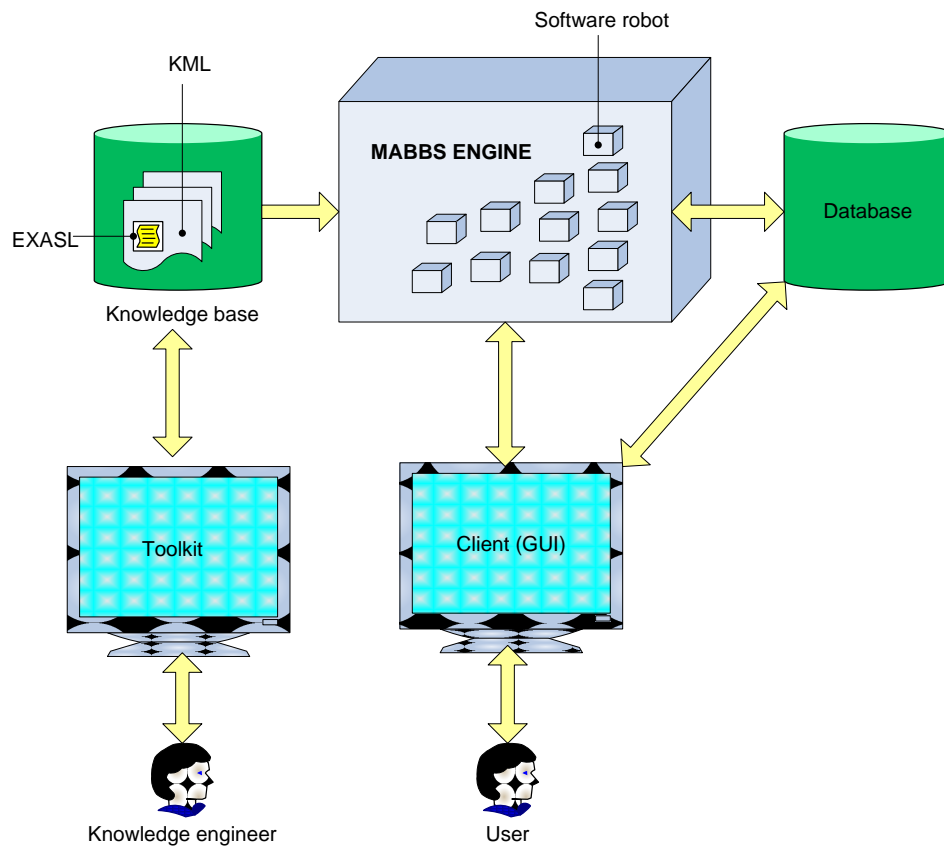 Software robot
KML
MABBS ENGINE
Database
EXASL
Knowledge base
Toolkit
Client (GUI)
Knowledge engineer
User